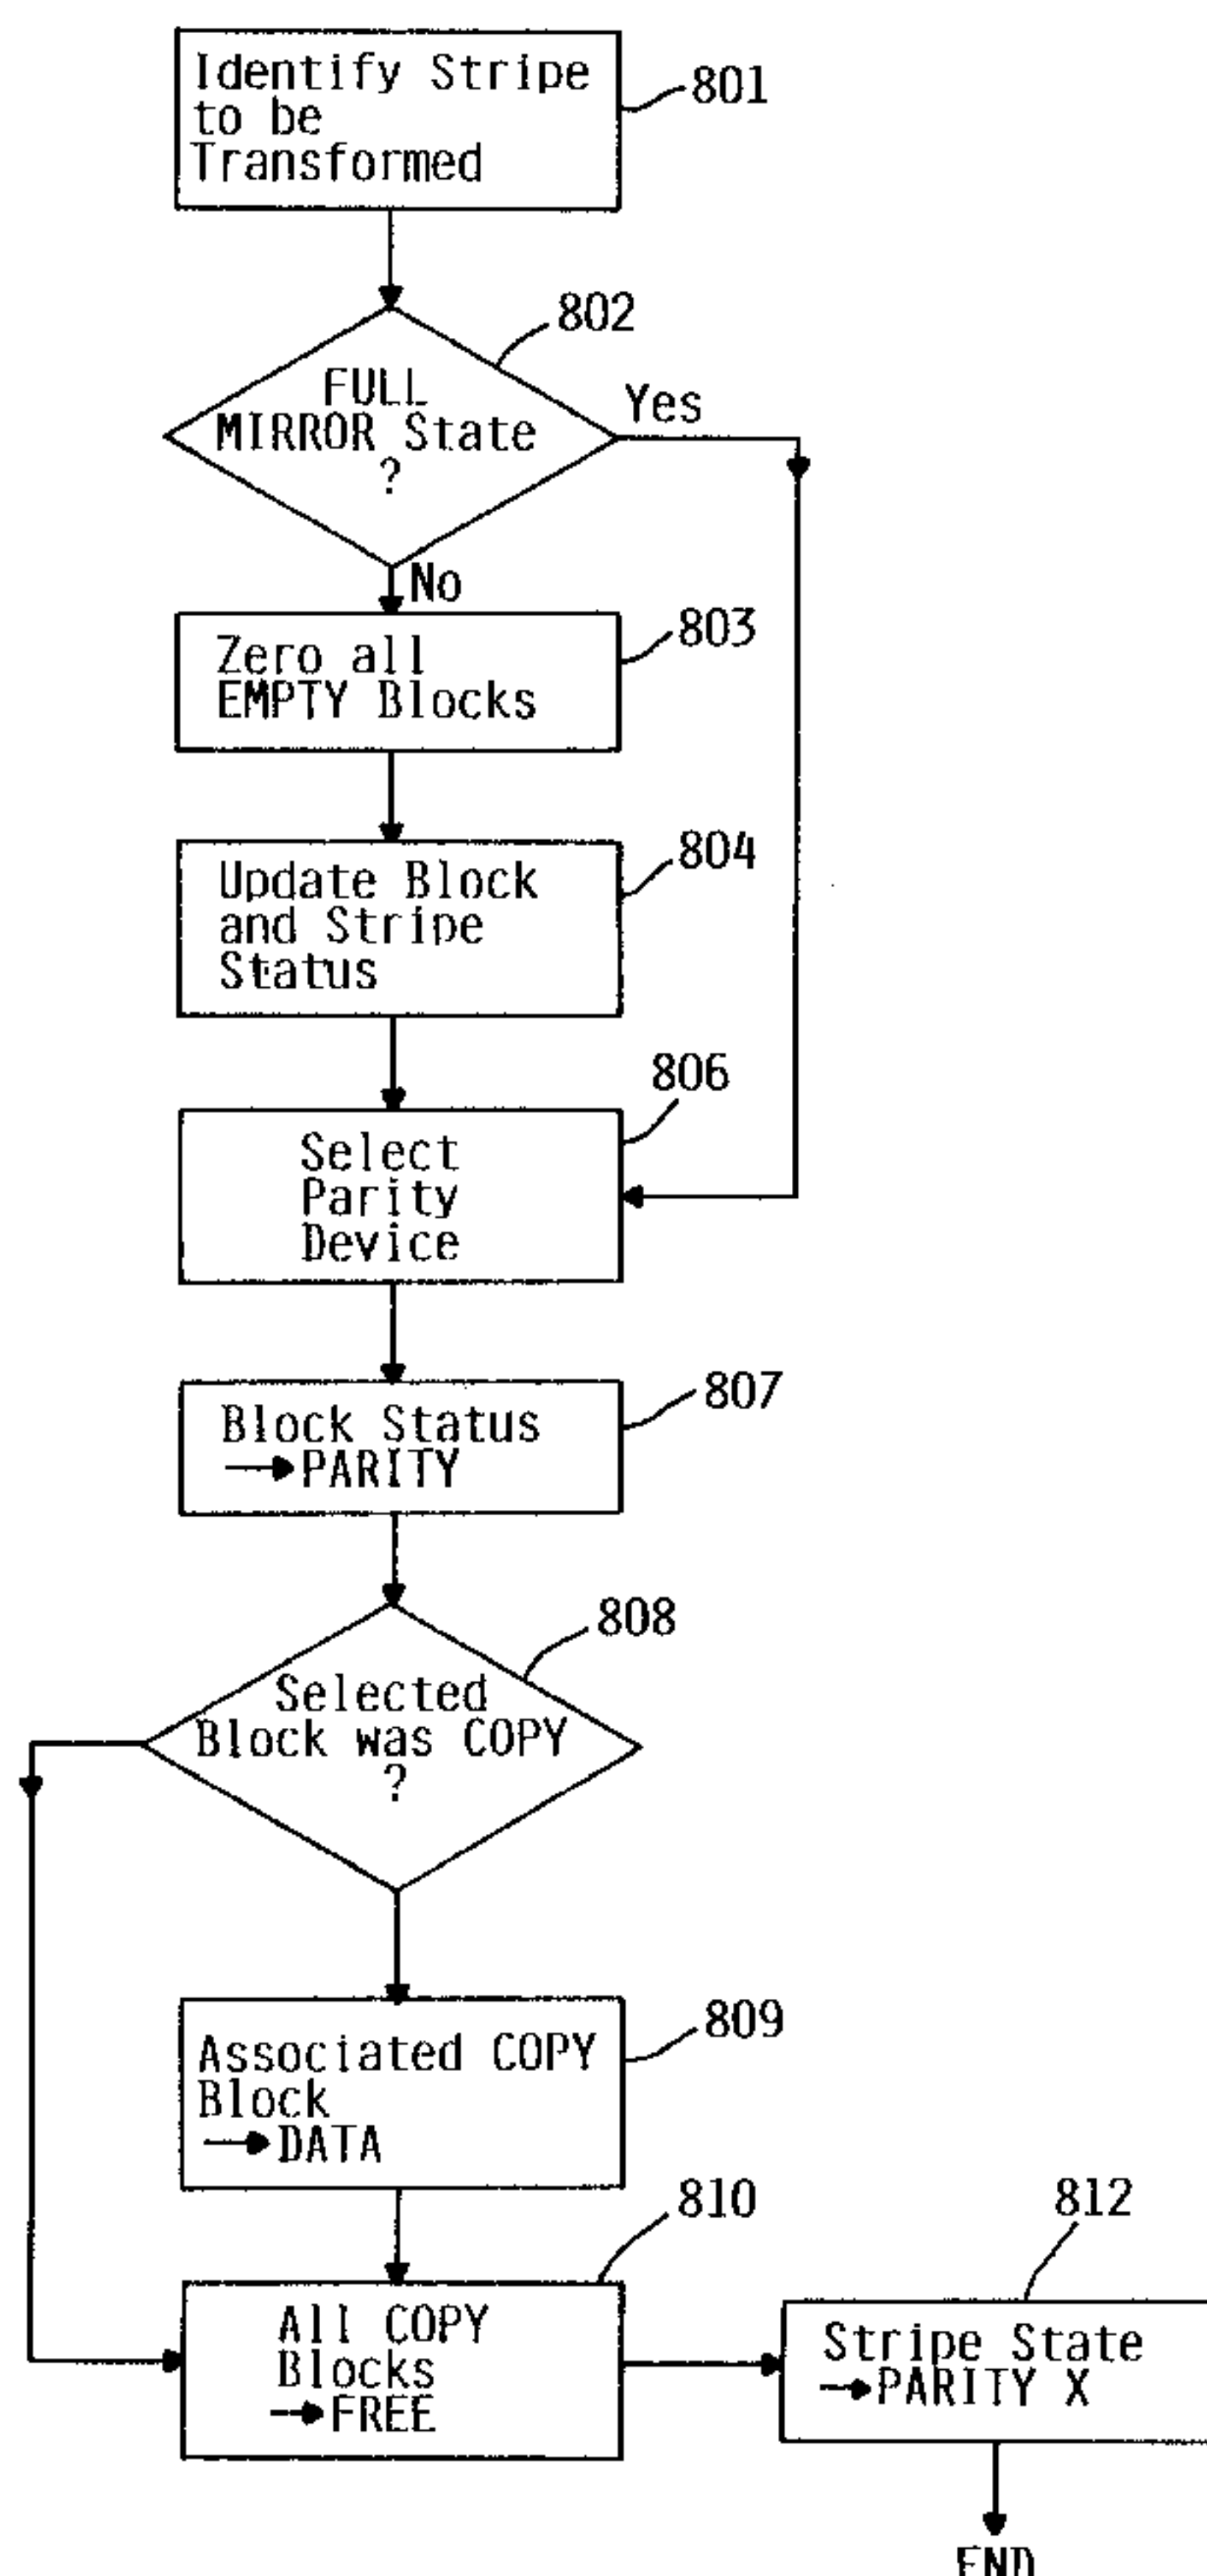 Identify Stripe
to be
Transformed
801
802
FULL
MIRROR State
?
Yes
No
803
Zero all
EMPTY Blocks
804
Update Block
and Stripe
Status
806
Select
Parity
Device
807
Block Status
→PARITY
808
Selected
Block was COPY
?
809
Associated COPY
Block
→DATA
810
All COPY
Blocks
→FREE
812
Stripe State
→PARITY X
END